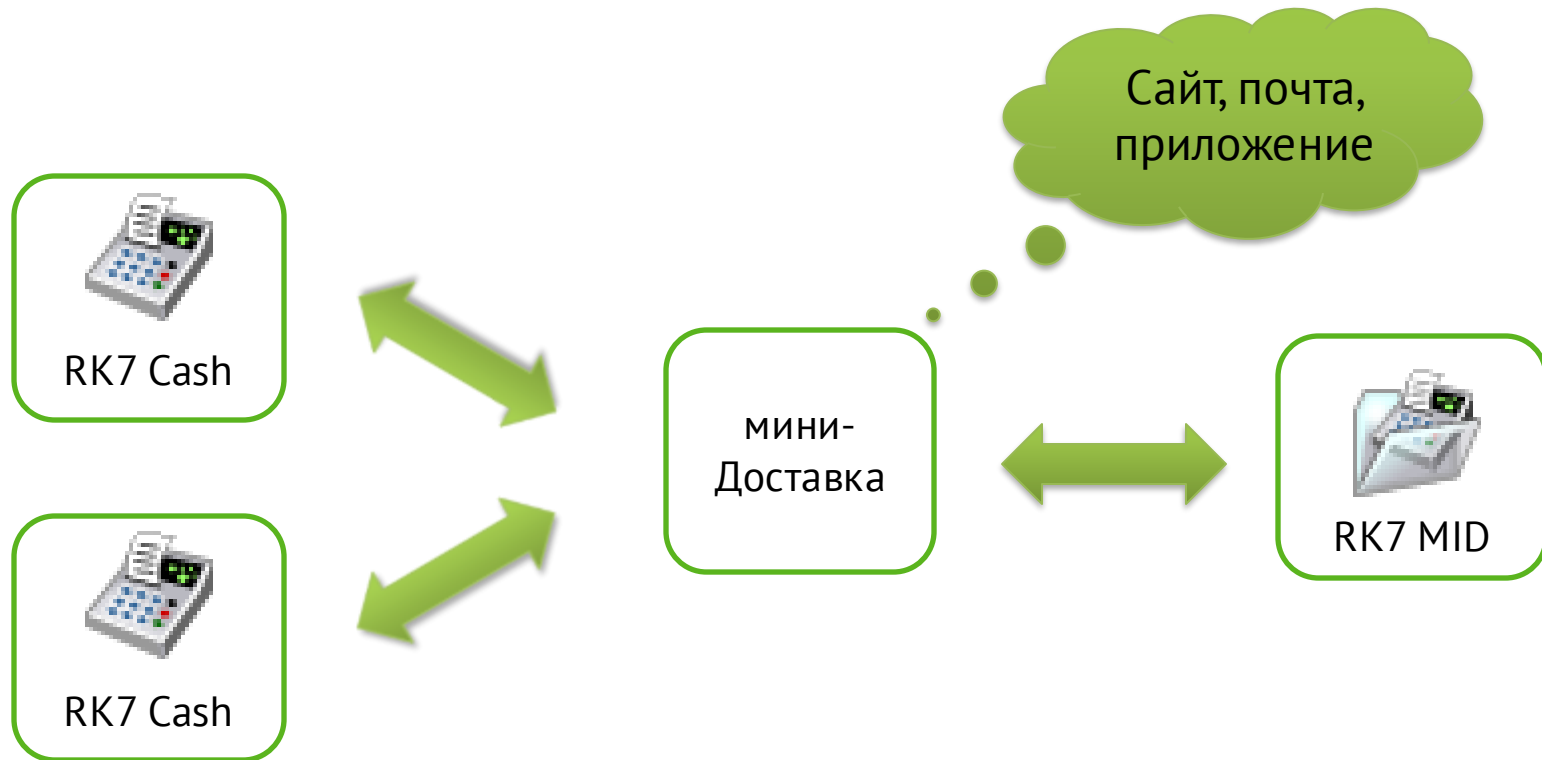 Сайт, почта,
приложение
RK7 Cash
мини-
Доставка
RK7 MID
RK7 Cash